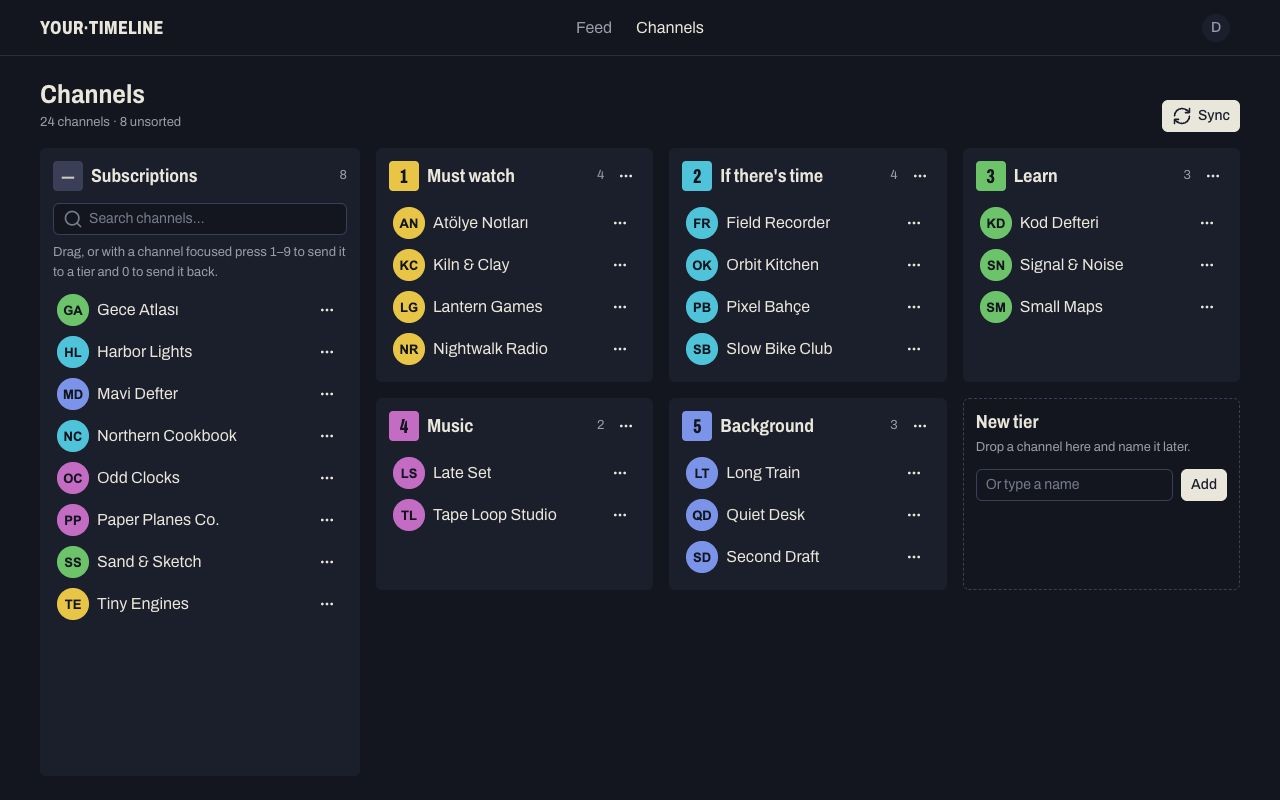 YOUR·TIMELINE
Feed
Channels
D
Channels
24 channels · 8 unsorted
Sync
– Subscriptions 8
Search channels...
Drag, or with a channel focused press 1–9 to send it
to a tier and 0 to send it back.
GA Gece Atlası
HL Harbor Lights
MD Mavi Defter
NC Northern Cookbook
OC Odd Clocks
PP Paper Planes Co.
SS Sand & Sketch
TE Tiny Engines
1 Must watch 4
AN Atölye Notları
KC Kiln & Clay
LG Lantern Games
NR Nightwalk Radio
2 If there's time 4
FR Field Recorder
OK Orbit Kitchen
PB Pixel Bahçe
SB Slow Bike Club
3 Learn 3
KD Kod Defteri
SN Signal & Noise
SM Small Maps
4 Music 2
LS Late Set
TL Tape Loop Studio
5 Background 3
LT Long Train
QD Quiet Desk
SD Second Draft
New tier
Drop a channel here and name it later.
Or type a name
Add